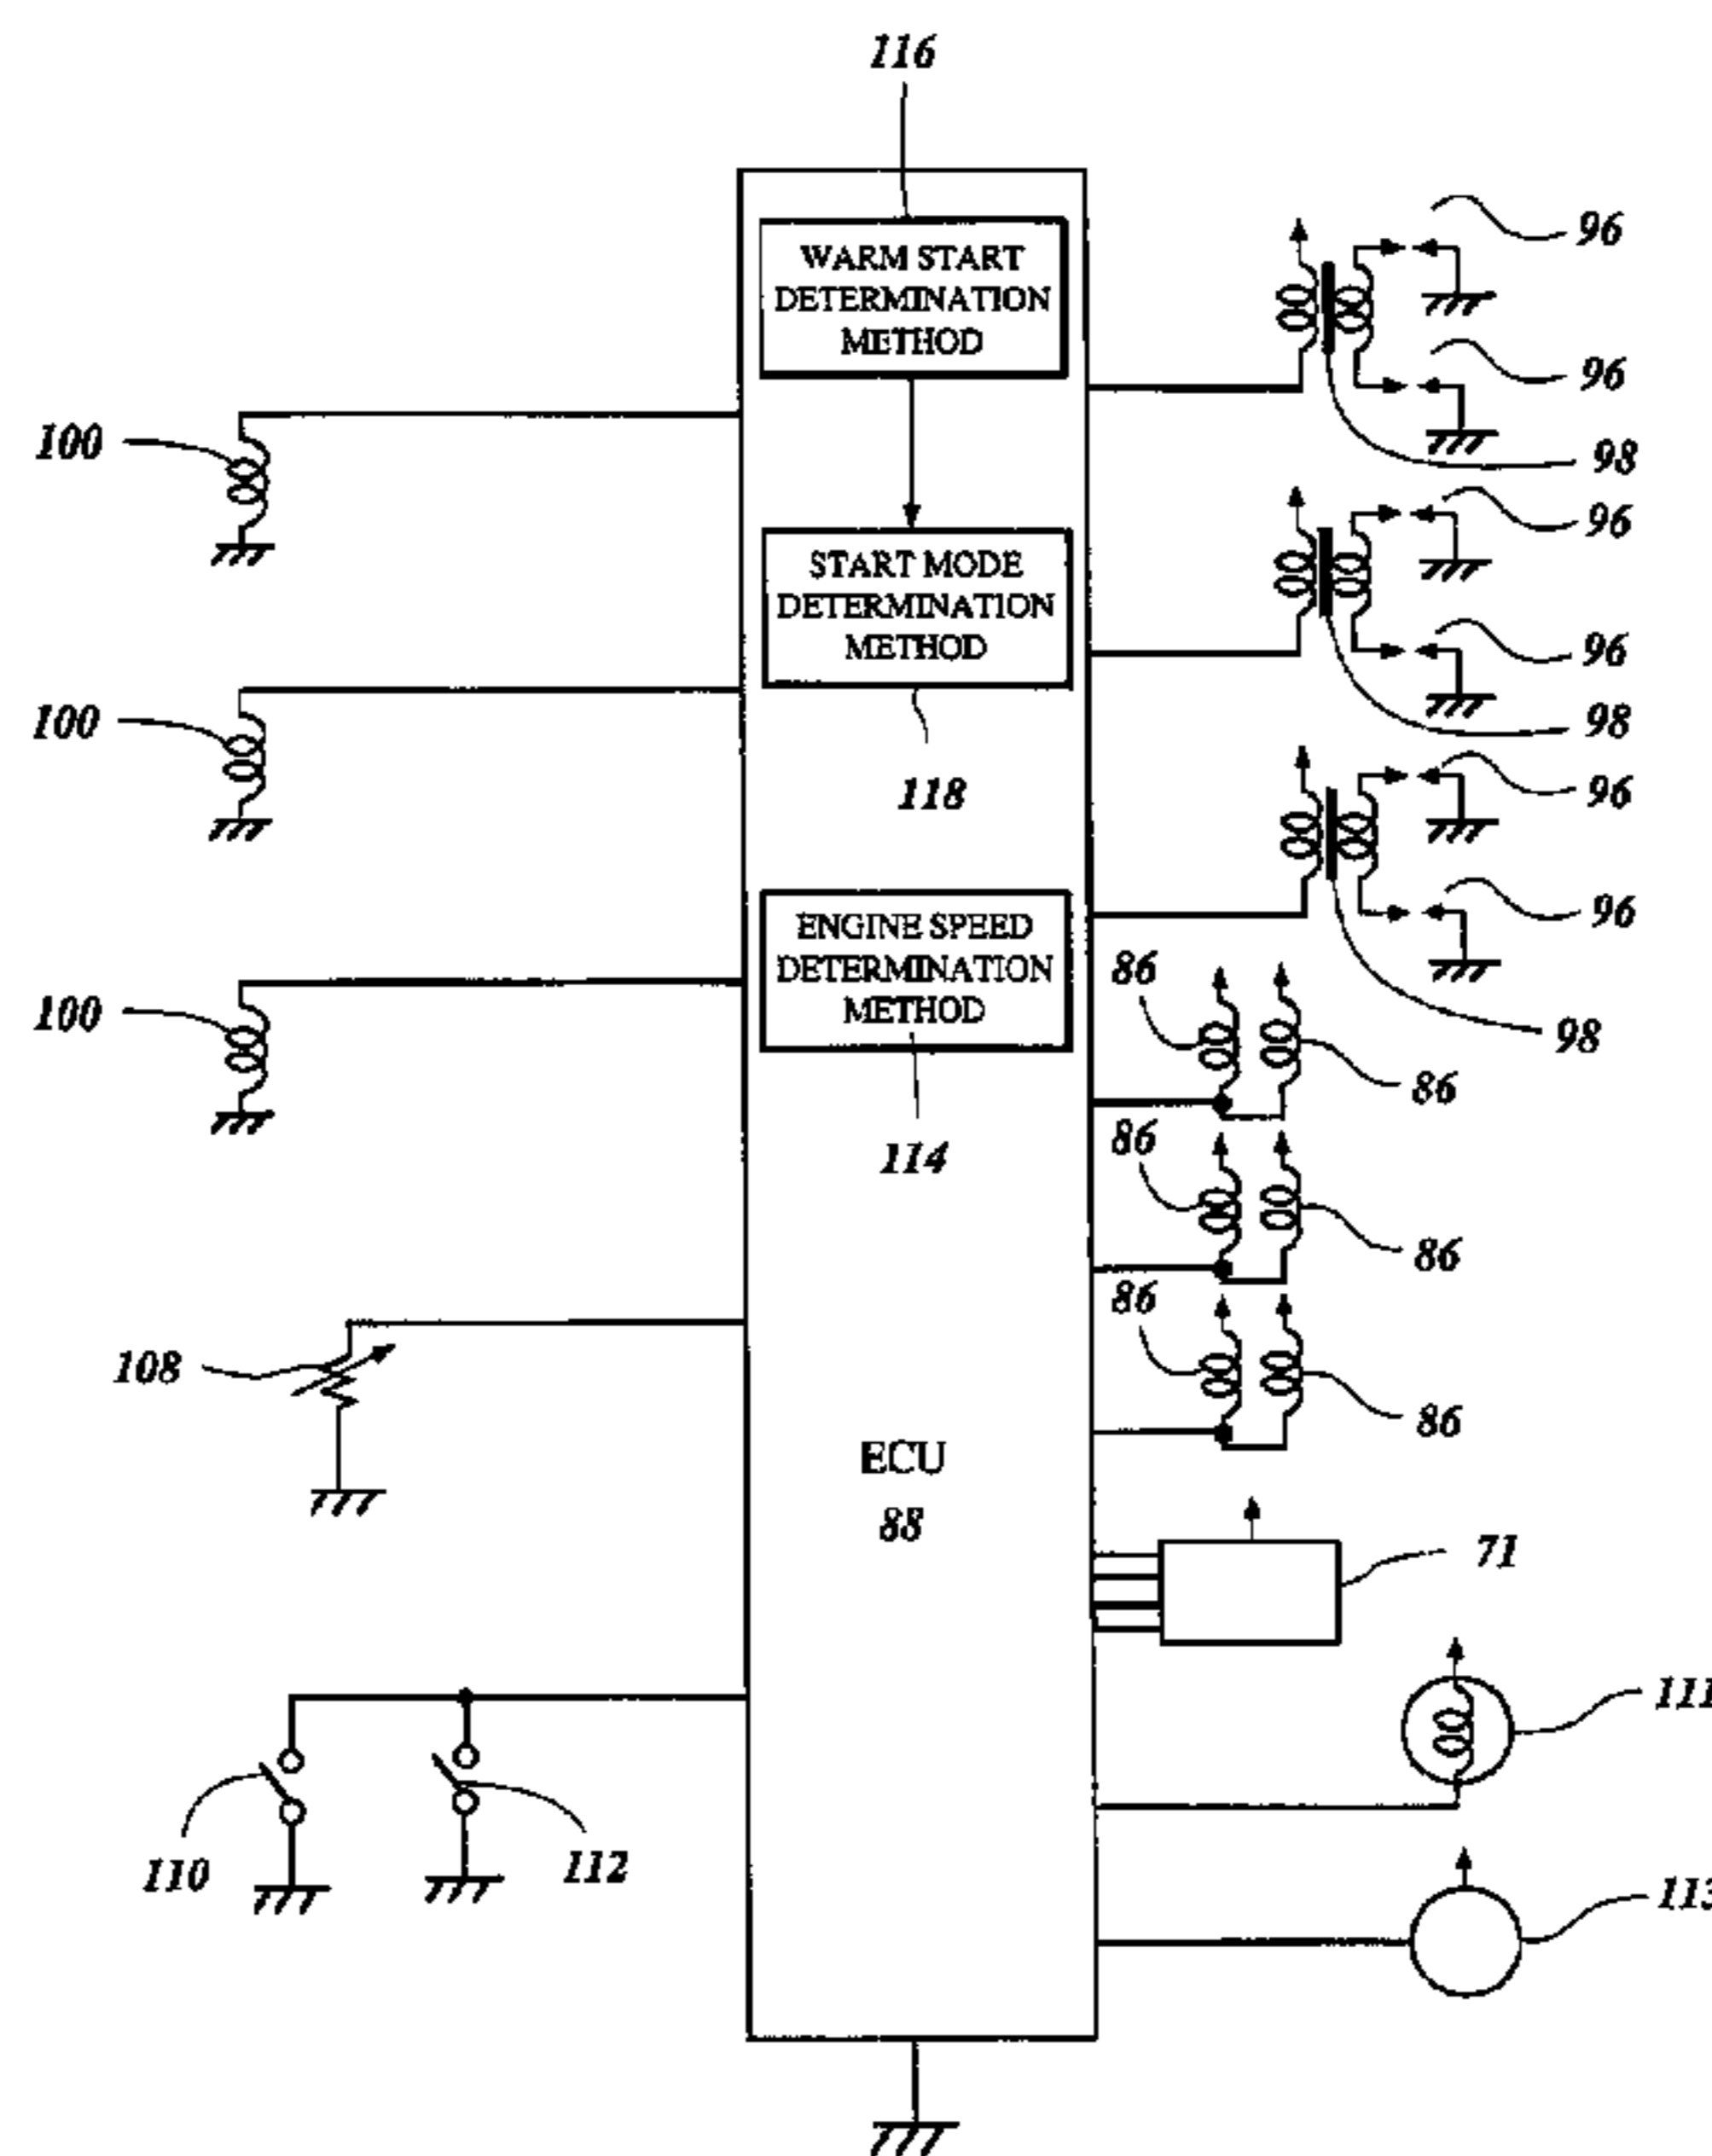 116
WARM START
DETERMINATION
METHOD
96
96
98
100
START MODE
DETERMINATION
METHOD
96
96
98
100
118
96
96
98
ENGINE SPEED
DETERMINATION
METHOD
100
114
86
86
86
86
86
86
108
ECU
88
71
111
110
112
113